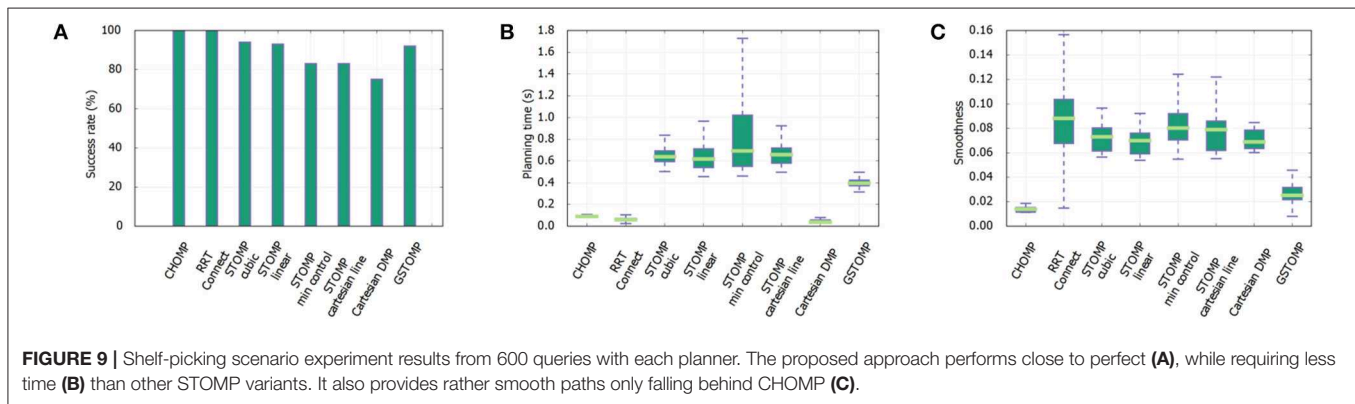 A
Success rate (%)
100
80
60
40
20
0
CHOMP
RRT
Connect
STOMP
cubic
STOMP
linear
STOMP
min control
STOMP
cartesian line
Cartesian DMP
GSTOMP
B
Planning time (s)
1.8
1.6
1.4
1.2
1.0
0.8
0.6
0.4
0.2
0.0
CHOMP
RRT
Connect
STOMP
cubic
STOMP
linear
STOMP
min control
STOMP
cartesian line
Cartesian DMP
GSTOMP
C
Smoothness
0.16
0.14
0.12
0.10
0.08
0.06
0.04
0.02
0.00
CHOMP
RRT
Connect
STOMP
cubic
STOMP
linear
STOMP
min control
STOMP
cartesian line
Cartesian DMP
GSTOMP
FIGURE 9 | Shelf-picking scenario experiment results from 600 queries with each planner. The proposed approach performs close to perfect (A), while requiring less
time (B) than other STOMP variants. It also provides rather smooth paths only falling behind CHOMP (C).